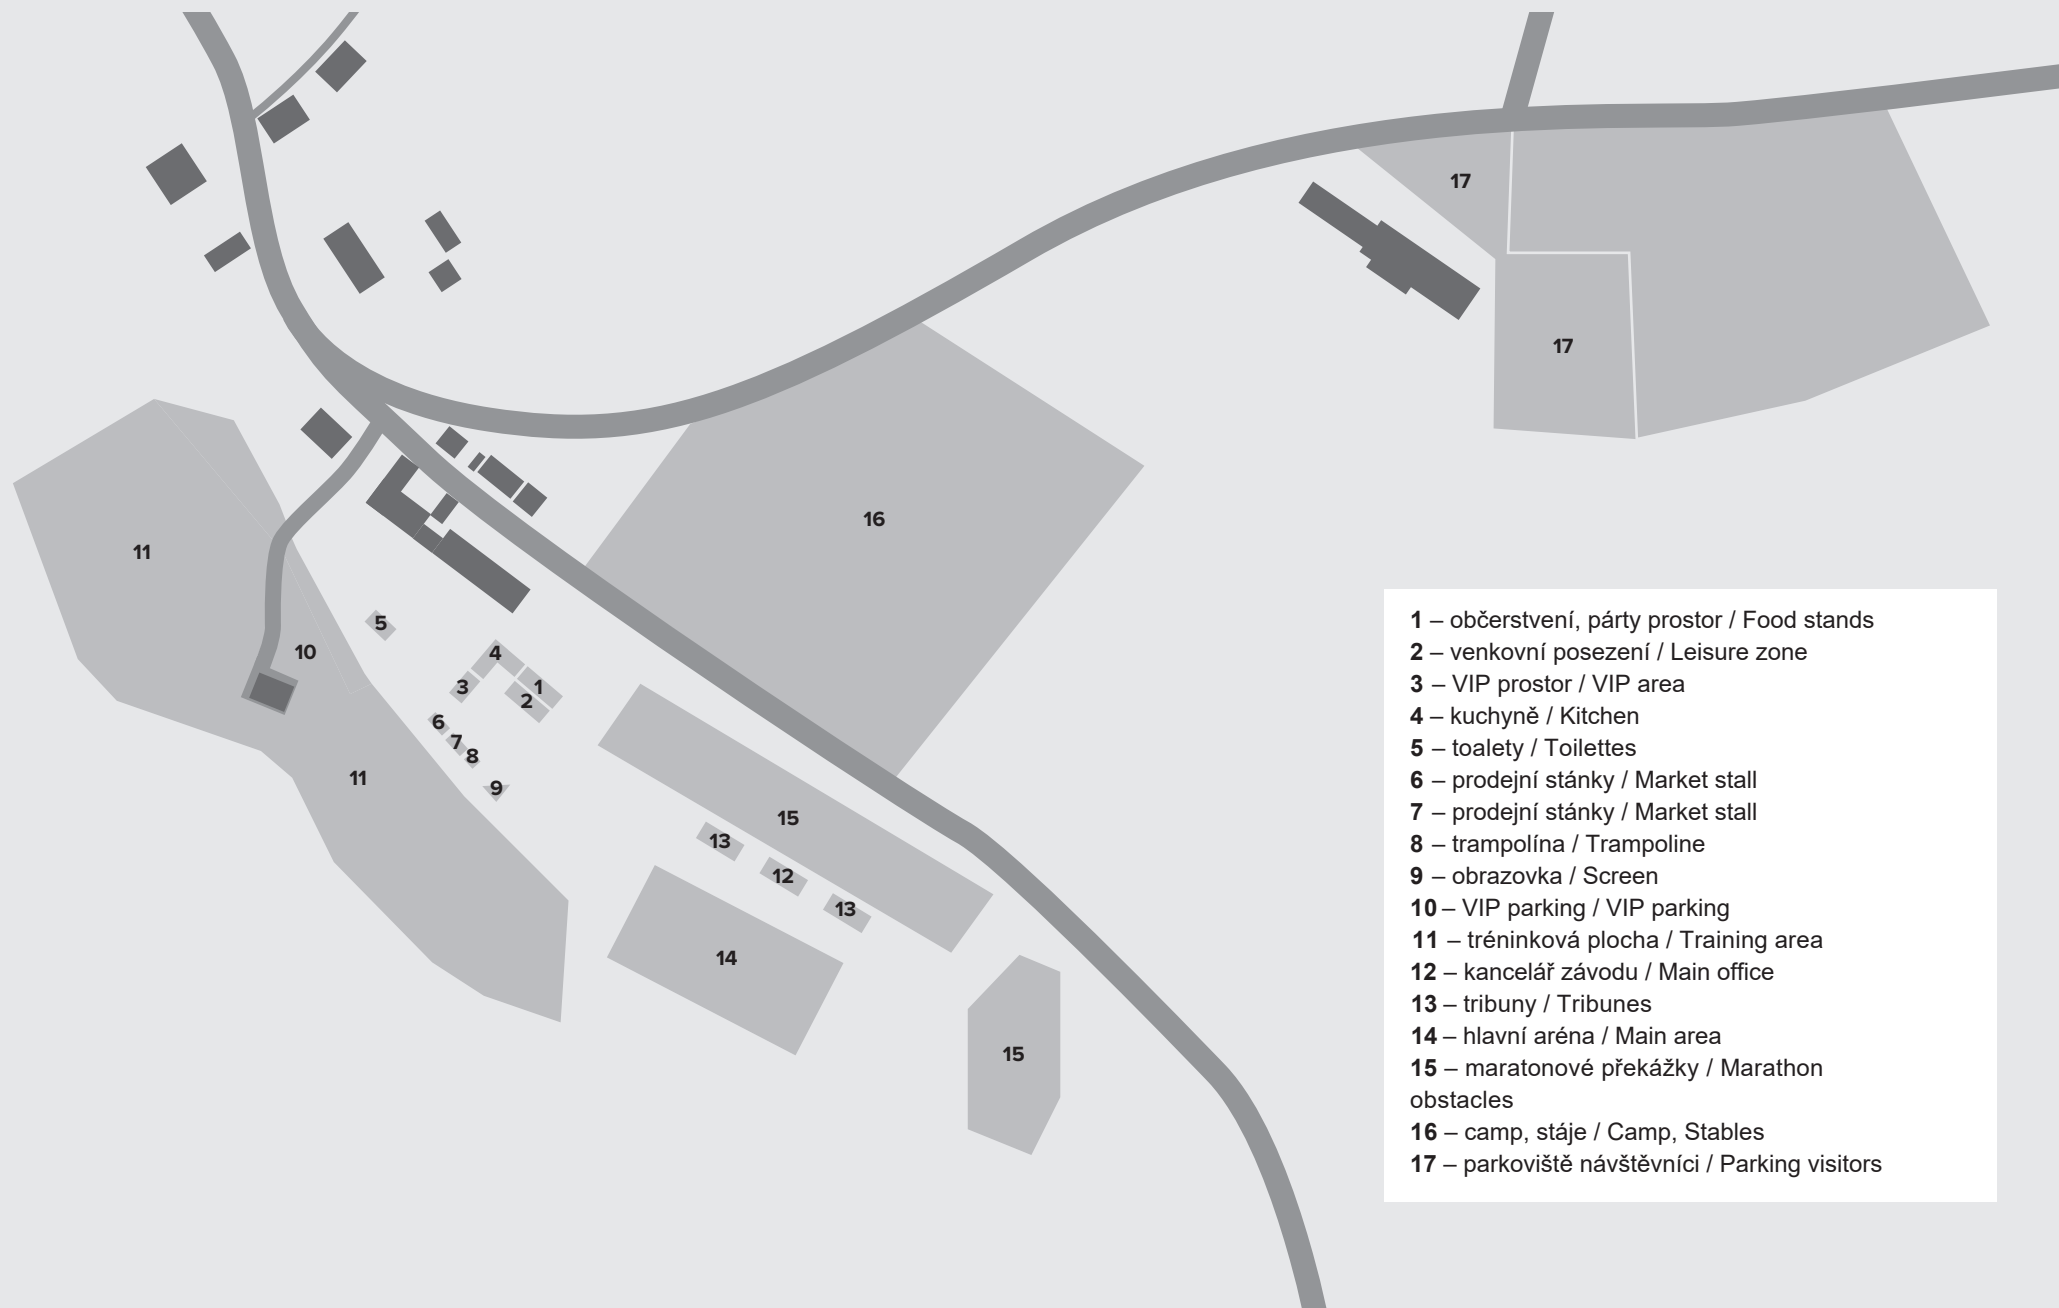 17
17
16
11
5
10
4
3
1
2
6
7
8
9
11
15
13
12
13
14
15
1 – občerstvení, párty prostor / Food stands
2 – venkovní posezení / Leisure zone
3 – VIP prostor / VIP area
4 – kuchyně / Kitchen
5 – toalety / Toilettes
6 – prodejní stánky / Market stall
7 – prodejní stánky / Market stall
8 – trampolína / Trampoline
9 – obrazovka / Screen
10 – VIP parking / VIP parking
11 – tréninková plocha / Training area
12 – kancelář závodu / Main office
13 – tribuny / Tribunes
14 – hlavní aréna / Main area
15 – maratonové překážky / Marathon
obstacles
16 – camp, stáje / Camp, Stables
17 – parkoviště návštěvníci / Parking visitors